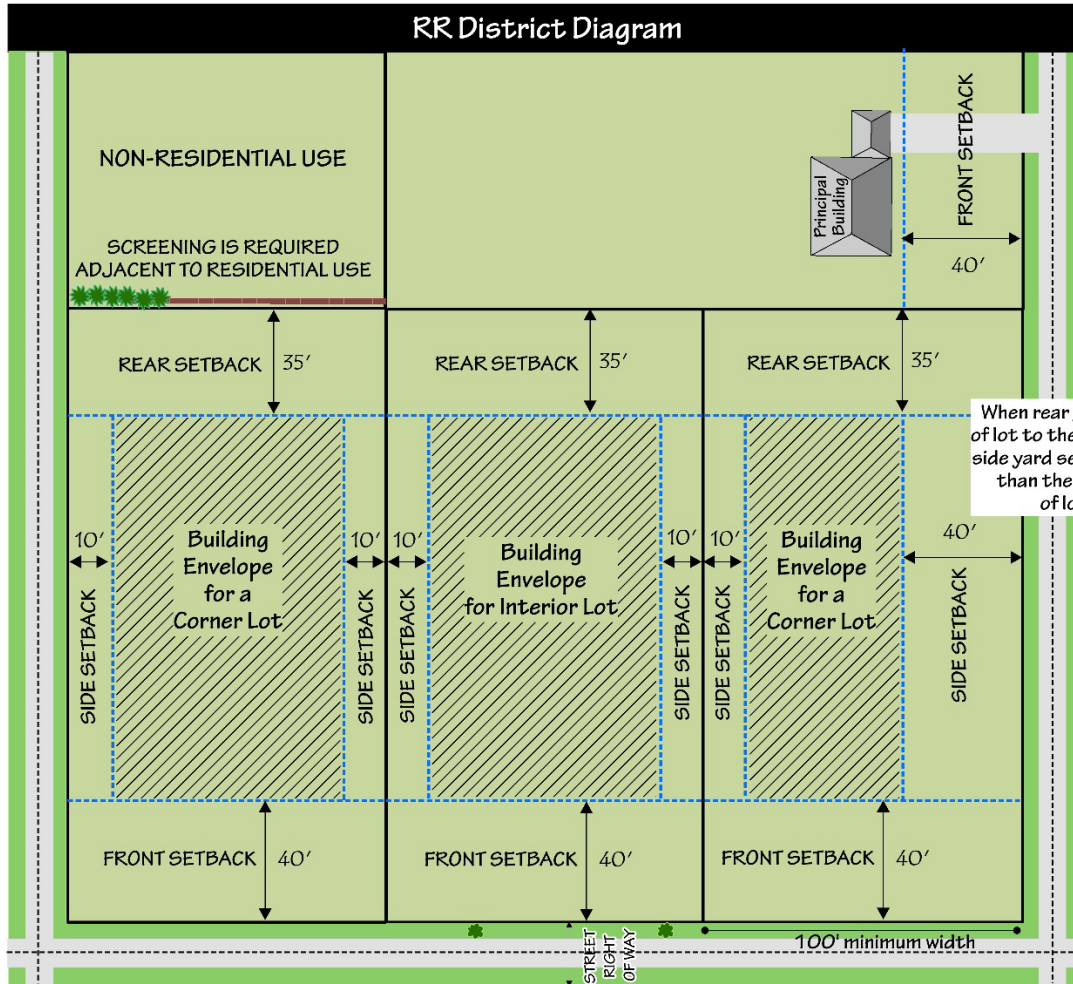 RR District Diagram
NON-RESIDENTIAL USE
SCREENING IS REQUIRED
ADJACENT TO RESIDENTIAL USE
Principal
Building
FRONT SETBACK
40'
REAR SETBACK 35'
REAR SETBACK 35'
REAR SETBACK 35'
When rear
of lot to the
side yard se
than the
of lo
10'
SIDE SETBACK
Building
Envelope
for a
Corner Lot
10'
SIDE SETBACK
10'
SIDE SETBACK
Building
Envelope
for Interior Lot
10'
SIDE SETBACK
10'
SIDE SETBACK
Building
Envelope
for a
Corner Lot
40'
SIDE SETBACK
FRONT SETBACK 40'
FRONT SETBACK 40'
FRONT SETBACK 40'
100' minimum width
STREET
RIGHT
OF WAY